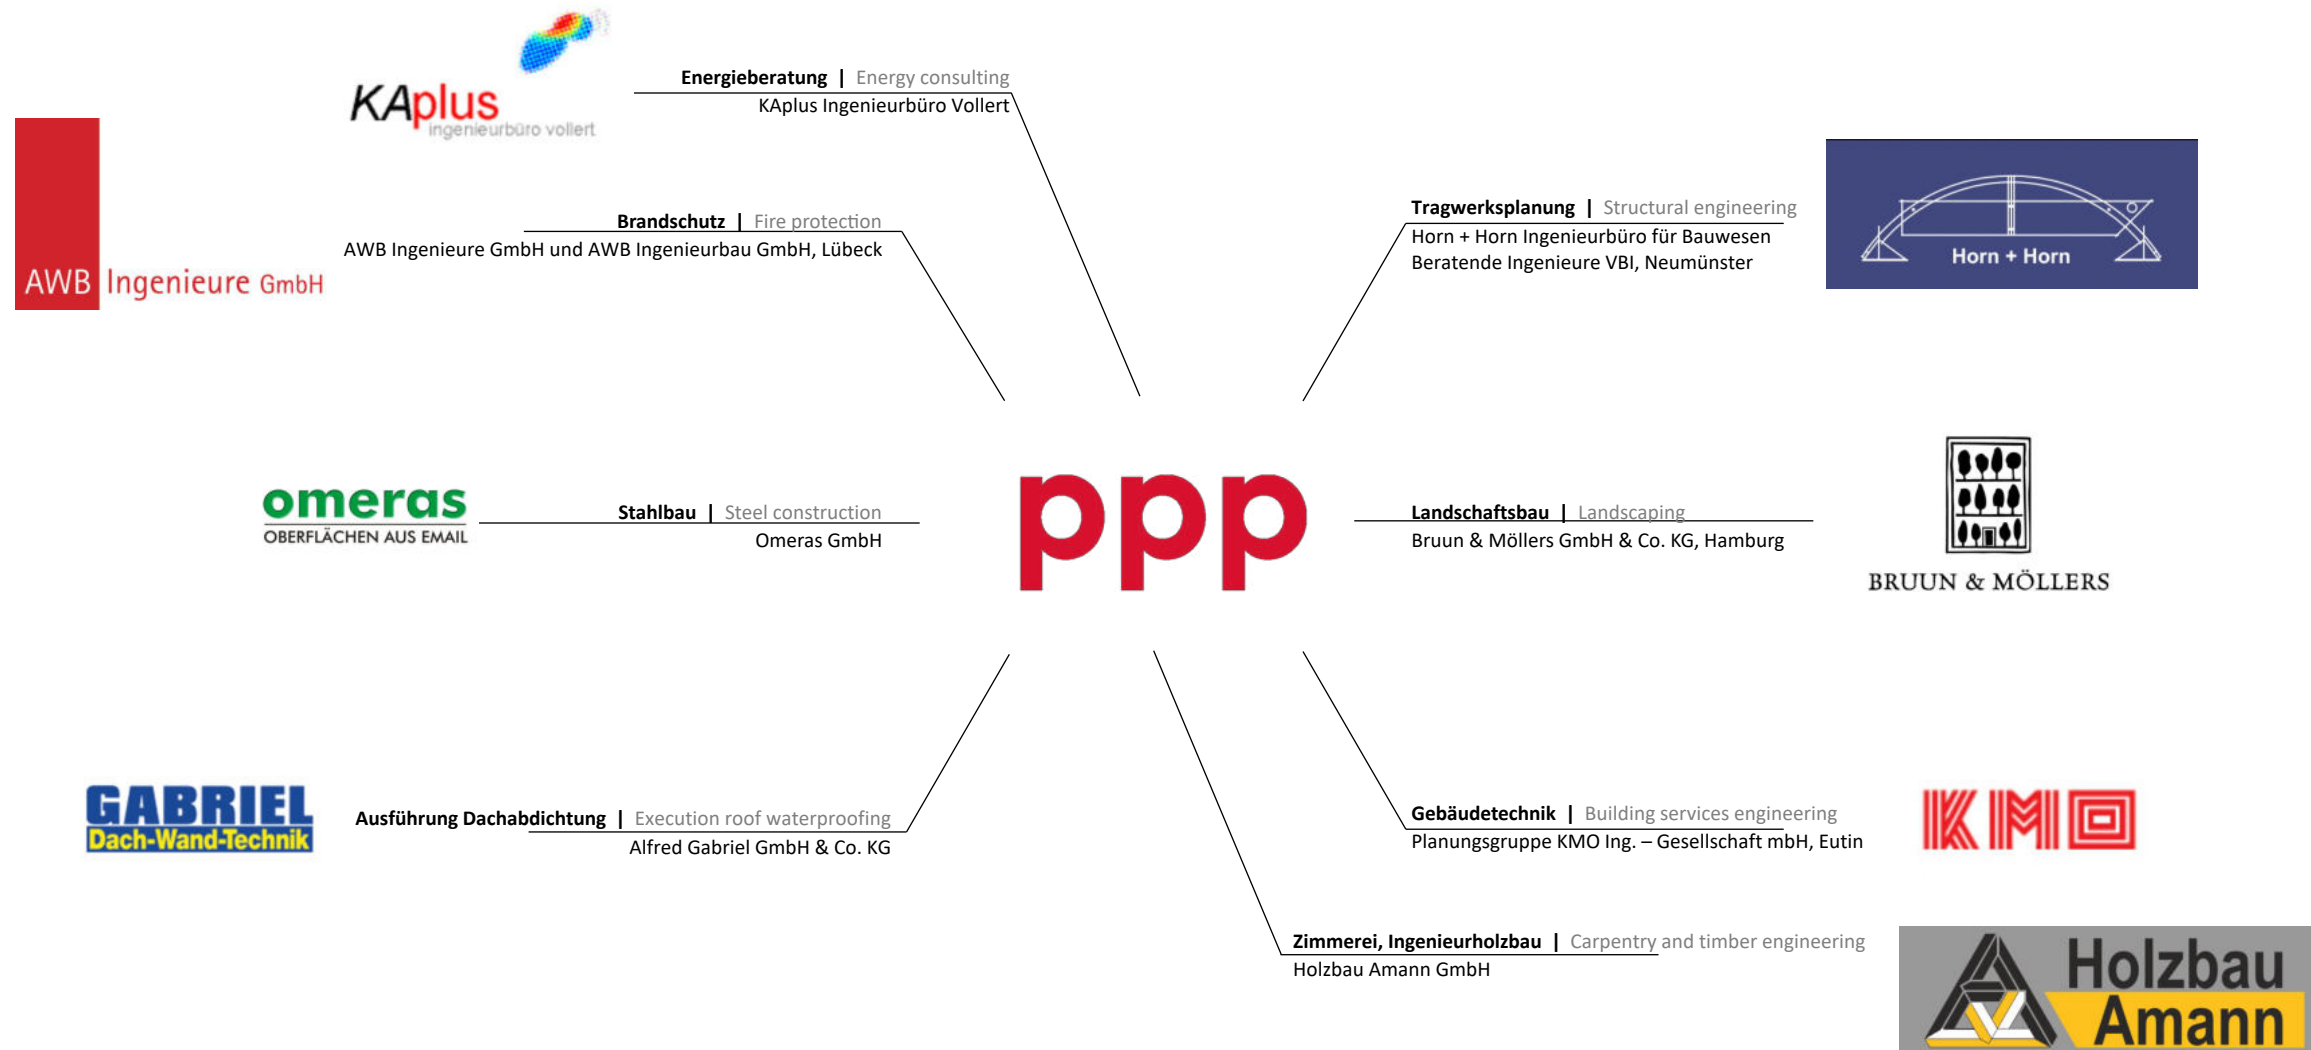 KAplus
ingenieurbüro vollert
Energieberatung | Energy consulting
KAplus Ingenieurbüro Vollert
AWB Ingenieure GmbH
Brandschutz | Fire protection
AWB Ingenieure GmbH und AWB Ingenieurbau GmbH, Lübeck
Tragwerksplanung | Structural engineering
Horn + Horn Ingenieurbüro für Bauwesen
Beratende Ingenieure VBI, Neumünster
Horn + Horn
omeras
OBERFLÄCHEN AUS EMAIL
Stahlbau | Steel construction
Omeras GmbH
ppp
Landschaftsbau | Landscaping
Bruun & Möllers GmbH & Co. KG, Hamburg
BRUUN & MÖLLERS
GABRIEL
Dach-Wand-Technik
Ausführung Dachabdichtung | Execution roof waterproofing
Alfred Gabriel GmbH & Co. KG
Gebäudetechnik | Building services engineering
Planungsgruppe KMO Ing. – Gesellschaft mbH, Eutin
KMO
Zimmerei, Ingenieurholzbau | Carpentry and timber engineering
Holzbau Amann GmbH
Holzbau
Amann